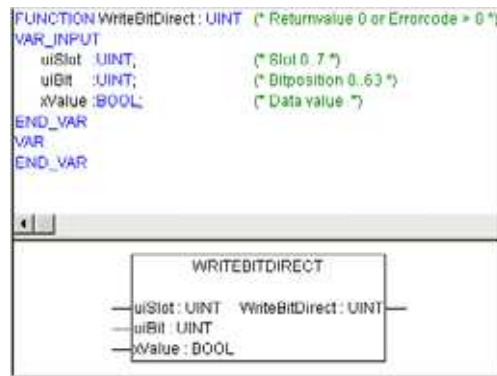 FUNCTION WriteBitDirect : UINT (* Returnvalue 0 or Errorcode > 0 *)
VAR_INPUT
uiSlot :UINT; (* Slot 0..7 *)
uiBit :UINT; (* Bitposition 0..63 *)
xValue :BOOL; (* Data value *)
END_VAR
VAR
END_VAR
WRITEBITDIRECT
uiSlot : UINT WriteBitDirect : UINT
uiBit : UINT
xValue : BOOL